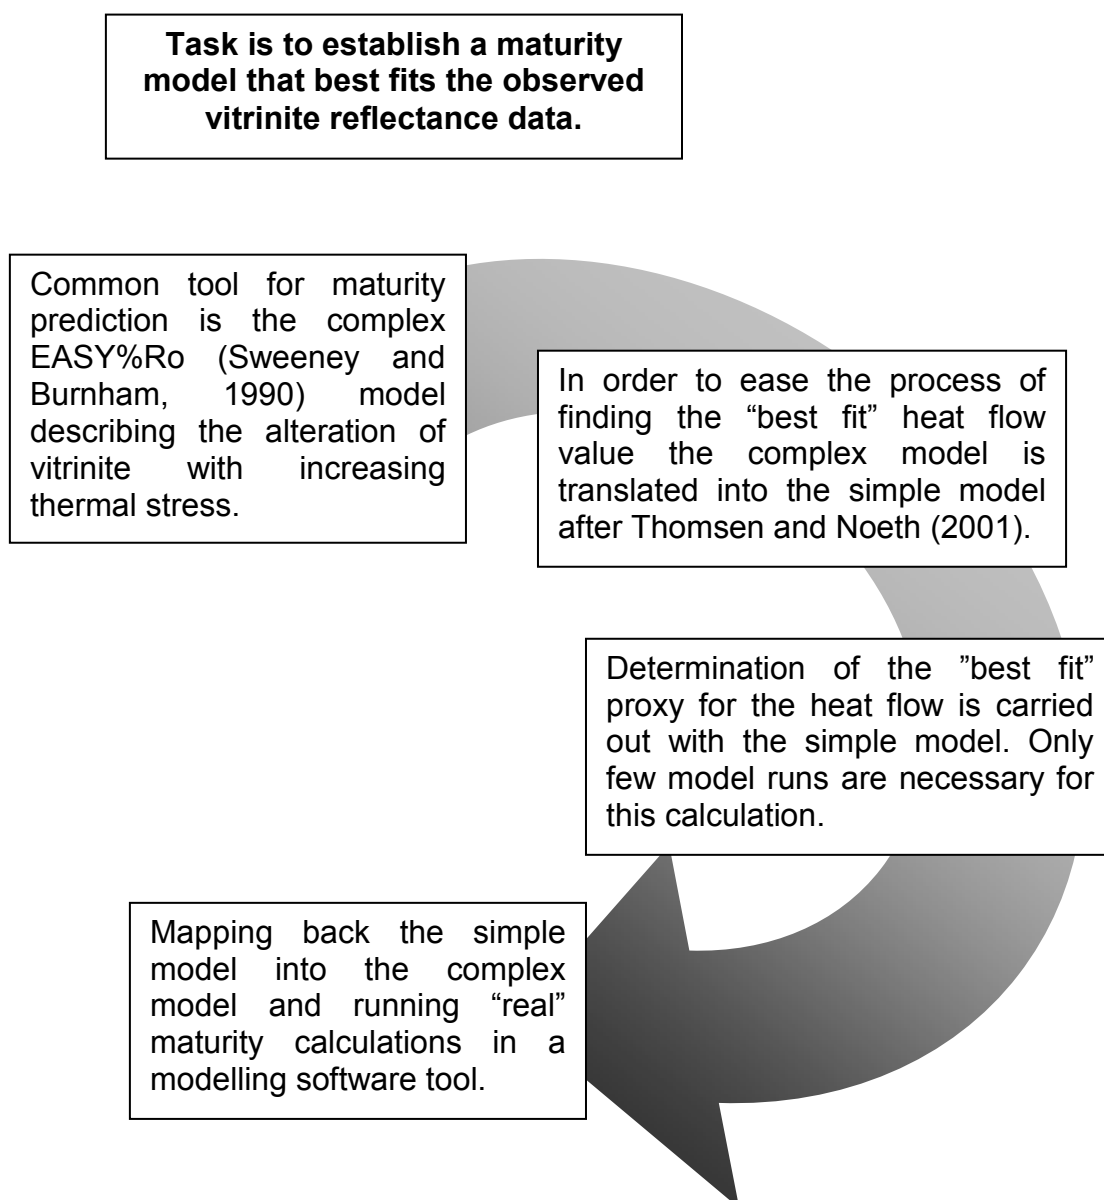 Task is to establish a maturity
model that best fits the observed
vitrinite reflectance data.
Common tool for maturity
prediction is the complex
EASY%Ro (Sweeney and
Burnham, 1990) model
describing the alteration of
vitrinite with increasing
thermal stress.
In order to ease the process of
finding the “best fit” heat flow
value the complex model is
translated into the simple model
after Thomsen and Noeth (2001).
Determination of the ”best fit”
proxy for the heat flow is carried
out with the simple model. Only
few model runs are necessary for
this calculation.
Mapping back the simple
model into the complex
model and running “real”
maturity calculations in a
modelling software tool.